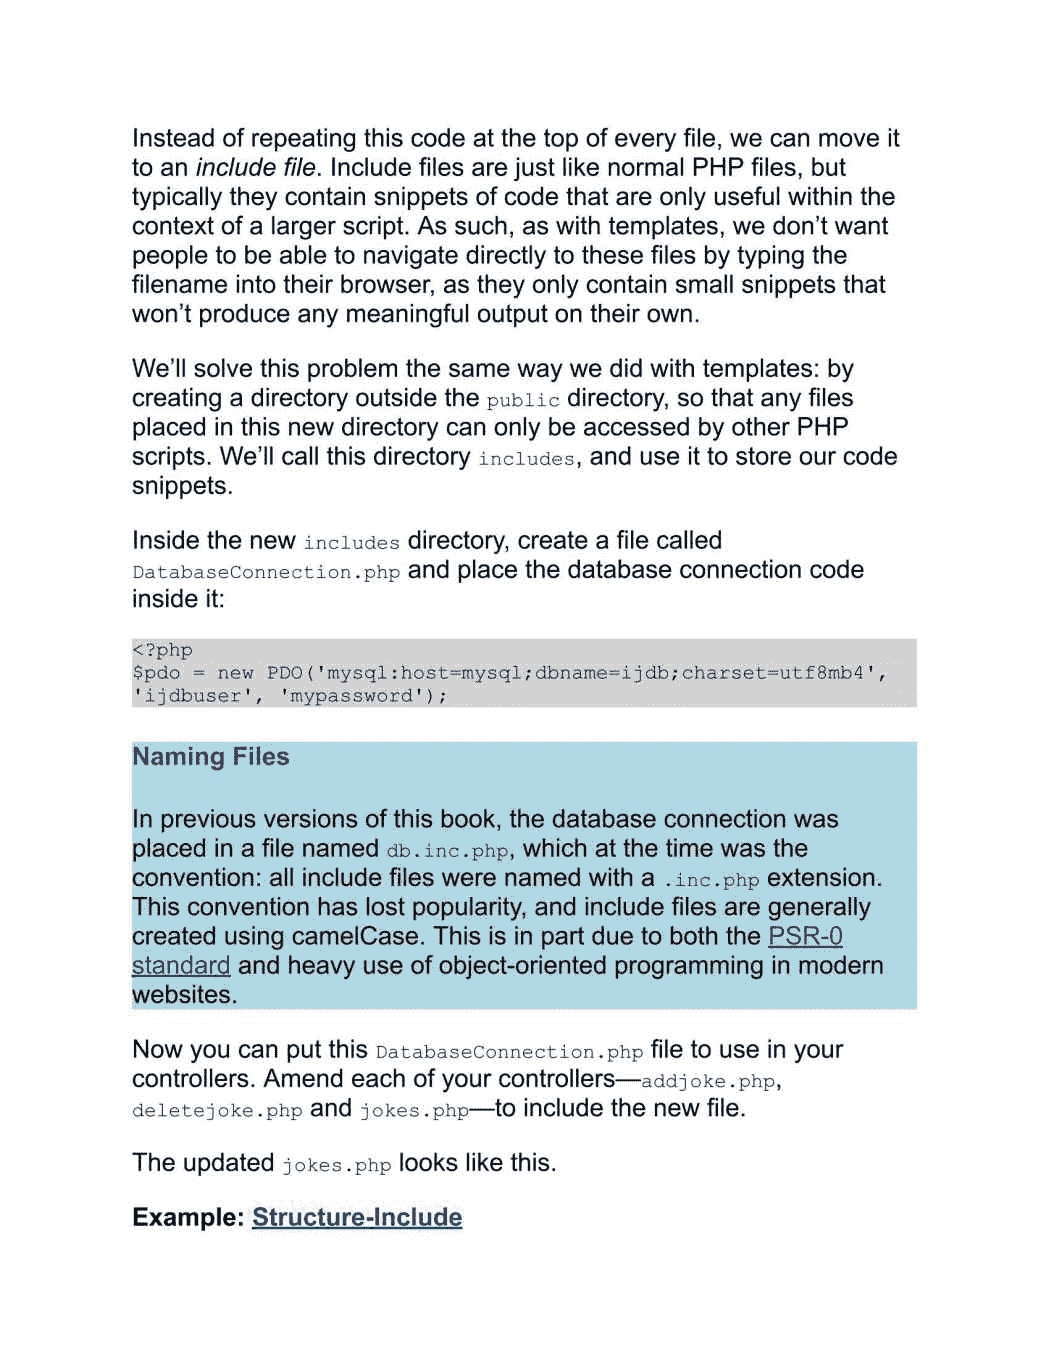 Instead of repeating this code at the top of every file, we can move it
to an include file. Include files are just like normal PHP files, but
typically they contain snippets of code that are only useful within the
context of a larger script. As such, as with templates, we don’t want
people to be able to navigate directly to these files by typing the
filename into their browser, as they only contain small snippets that
won’t produce any meaningful output on their own.
We’ll solve this problem the same way we did with templates: by
creating a directory outside the public directory, so that any files
placed in this new directory can only be accessed by other PHP
scripts. We’ll call this directory includes, and use it to store our code
snippets.
Inside the new includes directory, create a file called
DatabaseConnection.php and place the database connection code
inside it:
<?php
$pdo = new PDO('mysql:host=mysql;dbname=ijdb;charset=utf8mb4',
'ijdbuser', 'mypassword');
Naming Files
In previous versions of this book, the database connection was
placed in a file named db.inc.php, which at the time was the
convention: all include files were named with a .inc.php extension.
This convention has lost popularity, and include files are generally
created using camelCase. This is in part due to both the PSR-0
standard and heavy use of object-oriented programming in modern
websites.
Now you can put this DatabaseConnection.php file to use in your
controllers. Amend each of your controllers—addjoke.php,
deletejoke.php and jokes.php—to include the new file.
The updated jokes.php looks like this.
Example: Structure-Include